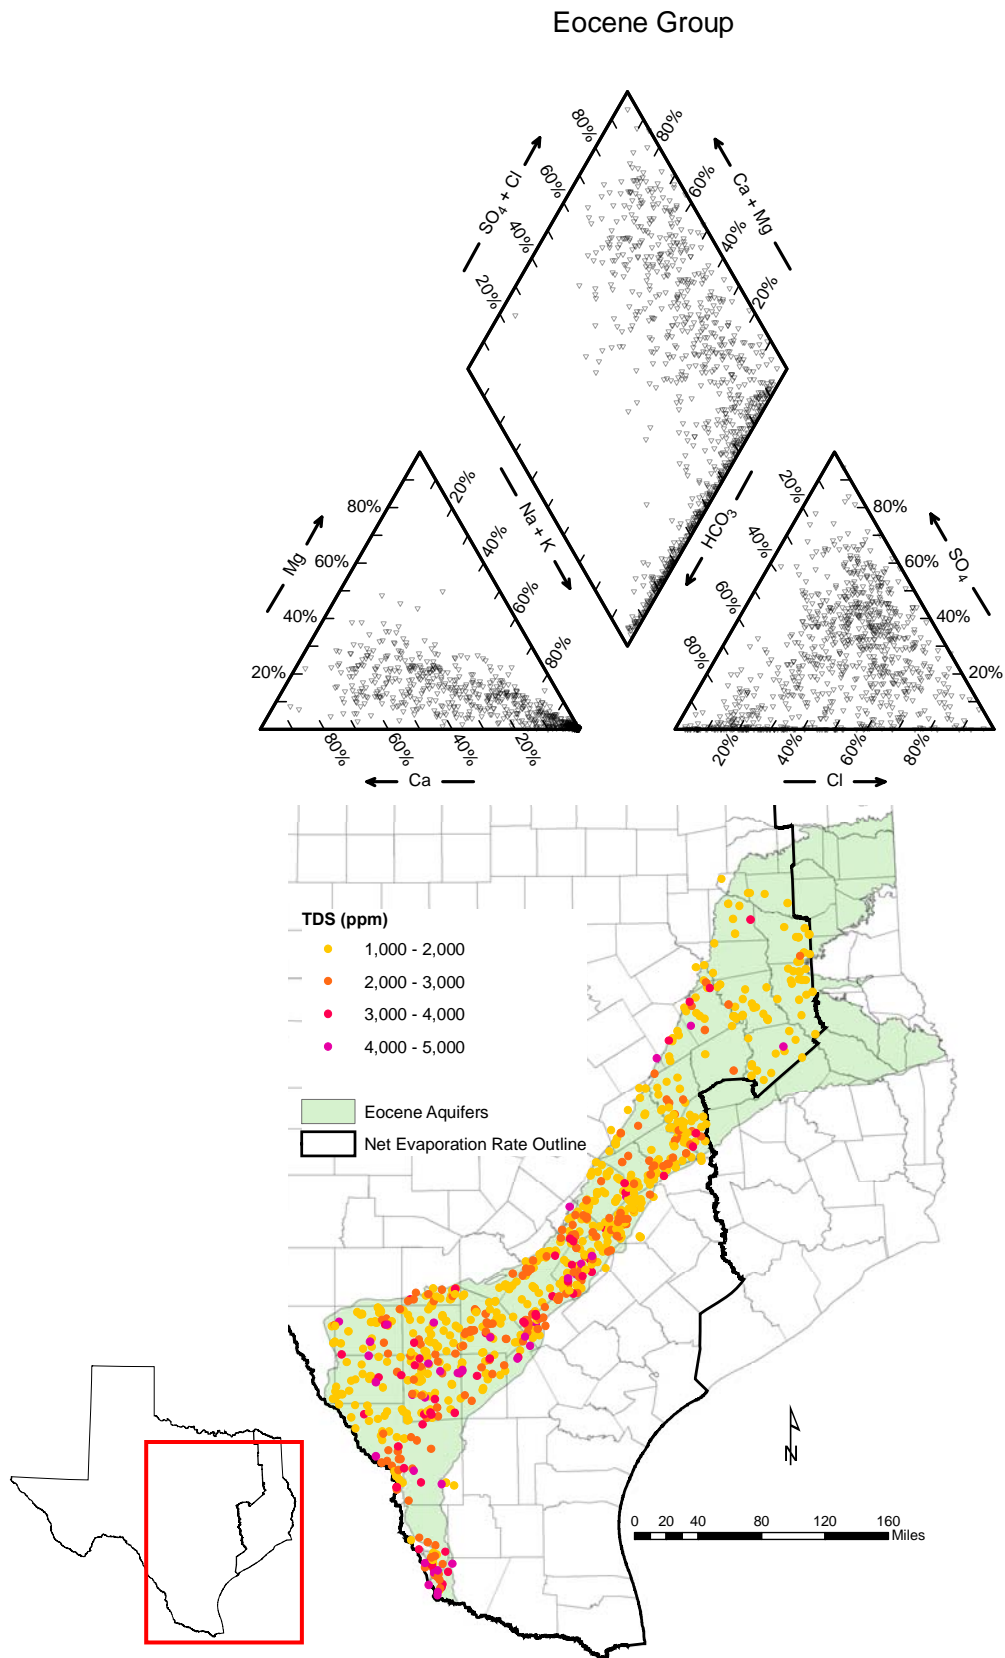 Eocene Group
80%
80%
SO4 + Cl
Ca + Mg
60%
60%
40%
40%
20%
20%
Mg
80%
20%
Na + K
HCO3
20%
80%
SO4
60%
40%
40%
60%
40%
60%
60%
40%
20%
80%
80%
20%
80%
60%
40%
20%
20%
40%
60%
80%
Ca
Cl
TDS (ppm)
1,000 - 2,000
2,000 - 3,000
3,000 - 4,000
4,000 - 5,000
Eocene Aquifers
Net Evaporation Rate Outline
N
0 20 40 80 120 160
Miles